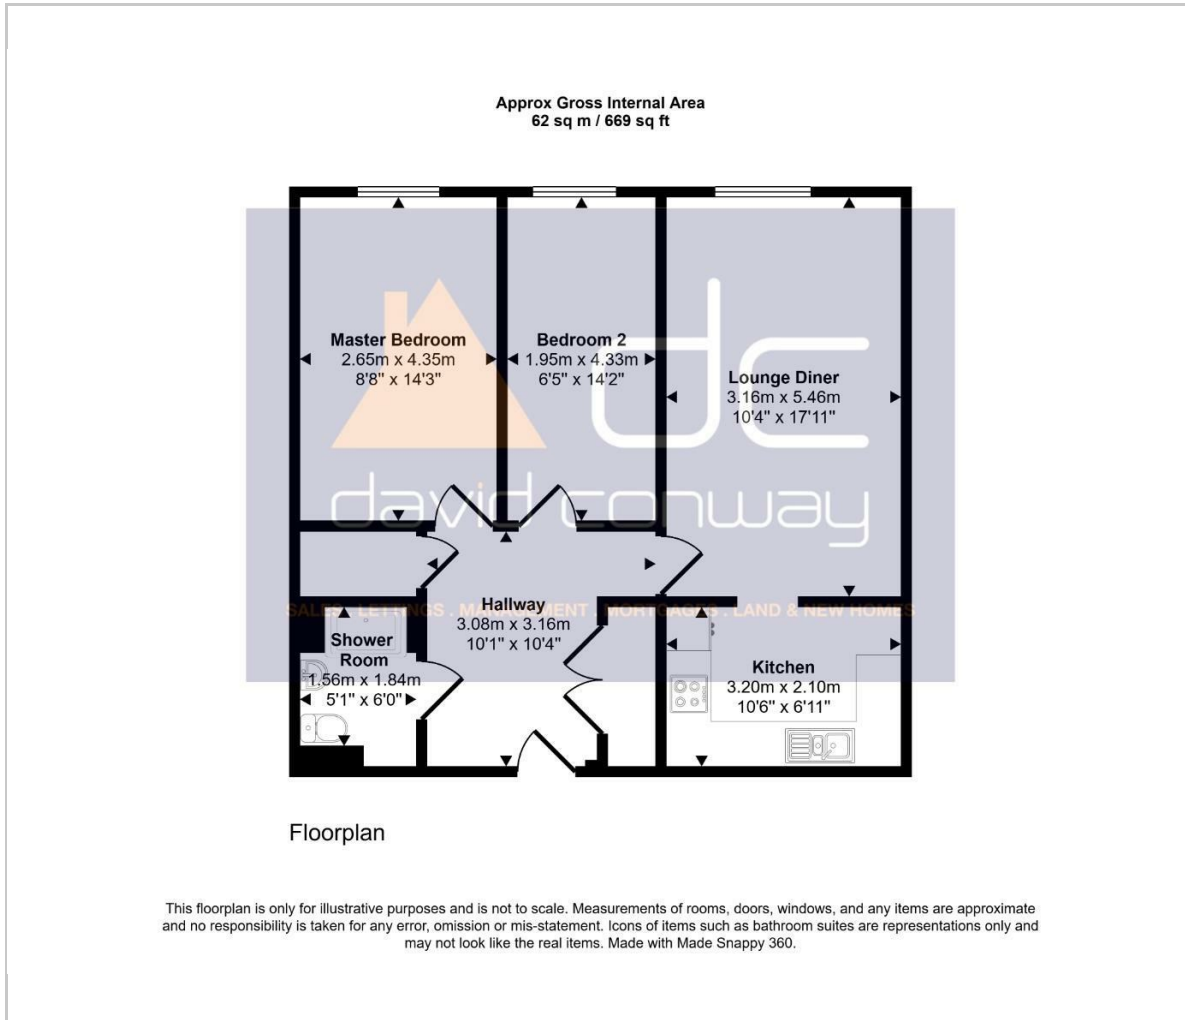 Approx Gross Internal Area
62 sq m / 669 sq ft
Master Bedroom
2.65m x 4.35m
8'8" x 14'3"
Bedroom 2
1.95m x 4.33m
6'5" x 14'2"
Lounge Diner
3.16m x 5.46m
10'4" x 17'11"
dc
david conway
SALES . LETTINGS . MANAGEMENT . MORTGAGES . LAND & NEW HOMES
Hallway
3.08m x 3.16m
10'1" x 10'4"
Shower
Room
1.56m x 1.84m
5'1" x 6'0"
Kitchen
3.20m x 2.10m
10'6" x 6'11"
Floorplan
This floorplan is only for illustrative purposes and is not to scale. Measurements of rooms, doors, windows, and any items are approximate
and no responsibility is taken for any error, omission or mis-statement. Icons of items such as bathroom suites are representations only and
may not look like the real items. Made with Made Snappy 360.